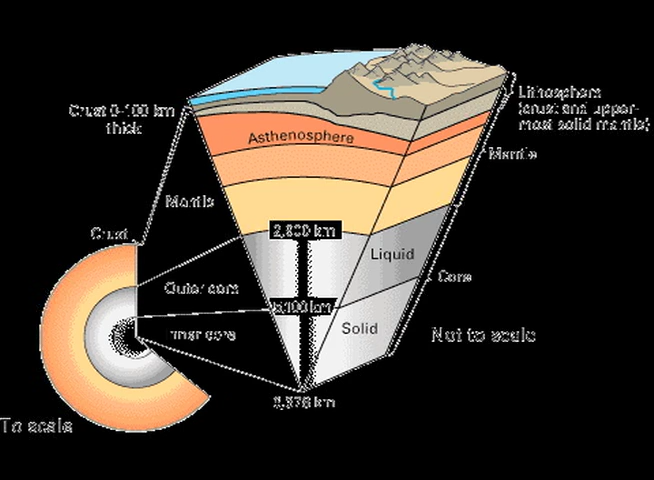 Crust 0-100 km
thick
Asthenosphere
Lithosphere
(crust and upper-
most solid mantle)
Mantle
Mantle
Crust
2,900 km
Liquid
Core
Outer core
5,100 km
Inner core
Solid
Not to scale
6,378 km
To scale